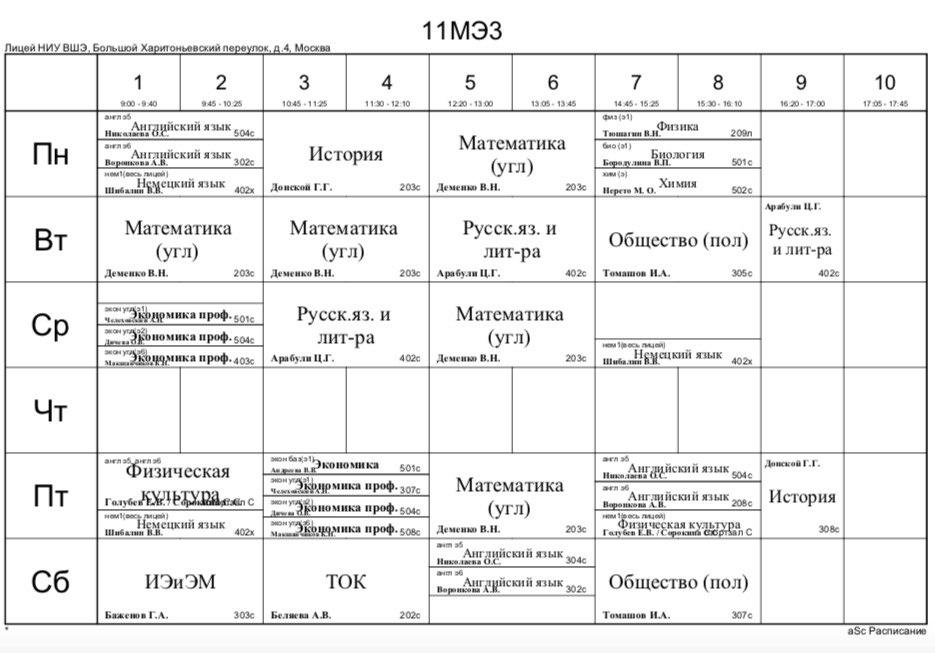 11МЭ3
Лицей НИУ ВШЭ, Большой Харитоньевский переулок, д.4, Москва
1 2 3 4 5 6 7 8 9 10
9:00 - 9:40 9:45 - 10:25 10:45 - 11:25 11:30 - 12:10 12:20 - 13:00 13:05 - 13:45 14:45 - 15:25 15:30 - 16:10 16:20 - 17:00 17:05 - 17:45
Пн
англ э5
Английский язык
Николаева О.С. 504с
англ э6
Английский язык
Воронкова А.В. 302с
нем1(весь лицей)
Немецкий язык
Шибалин В.В. 402х
История
Донской Г.Г. 203с
Математика
(угл)
Деменко В.Н. 203с
физ (э1)
Физика
Тюшагин В.Н. 209л
био (э1)
Биология
Бородулина В.П. 501с
хим (э)
Химия
Нерето М. О. 502с
Вт
Математика
(угл)
Деменко В.Н. 203с
Математика
(угл)
Деменко В.Н. 203с
Русск.яз. и
лит-ра
Арабули Ц.Г. 402с
Общество (пол)
Томашов И.А. 305с
Арабули Ц.Г.
Русск.яз.
и лит-ра
402с
Ср
экон угл(э1)
Экономика проф. 501с
экон угл(э2)
Экономика проф. 504с
экон угл(э6)
Экономика проф. 403с
Русск.яз. и
лит-ра
Арабули Ц.Г. 402с
Математика
(угл)
Деменко В.Н. 203с
нем1(весь лицей)
Немецкий язык
Шибалин В.В. 402х
Чт
Пт
англ э5, англ э6
Физическая
культура
Голубев Е.В. /
нем1(весь лицей)
Немецкий язык
Шибалин В.В. 402х
экон баз(э1)
Экономика
Андреева В.В. 501с
экон угл(э1)
Экономика проф. 307с
экон угл(э2)
Экономика проф. 504с
экон угл(э6)
Экономика проф. 508с
Математика
(угл)
Деменко В.Н. 203с
англ э5
Английский язык
Николаева О.С. 504с
англ э6
Английский язык
Воронкова А.В. 208с
нем1(весь лицей)
Физическая культура
Голубев Е.В. / Сорокина
Донской Г.Г.
История
308с
Сб
ИЭиЭМ
Баженов Г.А. 303с
ТОК
Беляева А.В. 202с
англ э5
Английский язык
Николаева О.С. 304с
англ э6
Английский язык
Воронкова А.В. 302с
Общество (пол)
Томашов И.А. 307с
*
aSc Расписание